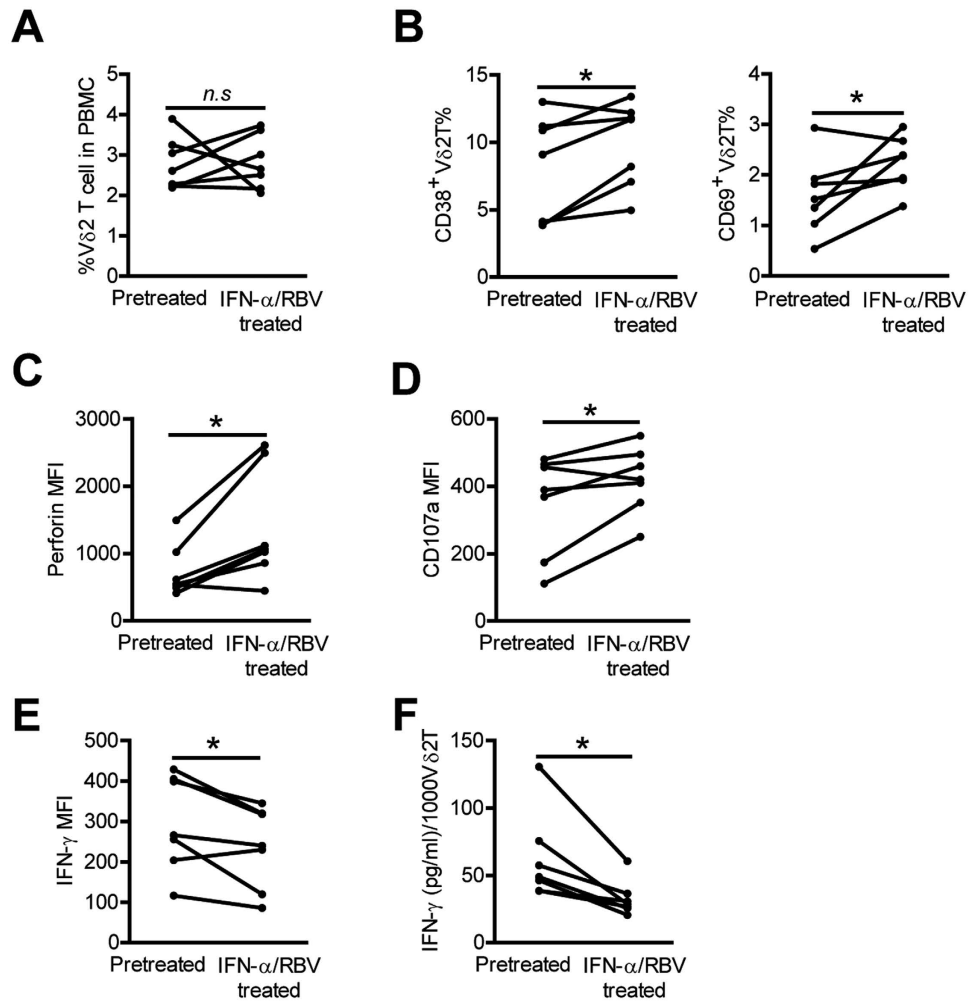 A
%Vδ2 T cell in PBMC
5
4
3
2
1
0
n.s
Pretreated
IFN-α/RBV
treated
B
CD38+ Vδ2T%
15
10
5
0
*
Pretreated
IFN-α/RBV
treated
CD69+ Vδ2T%
4
3
2
1
0
*
Pretreated
IFN-α/RBV
treated
C
Perforin MFI
3000
2000
1000
0
*
Pretreated
IFN-α/RBV
treated
D
CD107a MFI
600
400
200
0
*
Pretreated
IFN-α/RBV
treated
E
IFN-γ MFI
500
400
300
200
100
0
*
Pretreated
IFN-α/RBV
treated
F
IFN-γ (pg/ml)/1000Vδ2T
150
100
50
0
*
Pretreated
IFN-α/RBV
treated